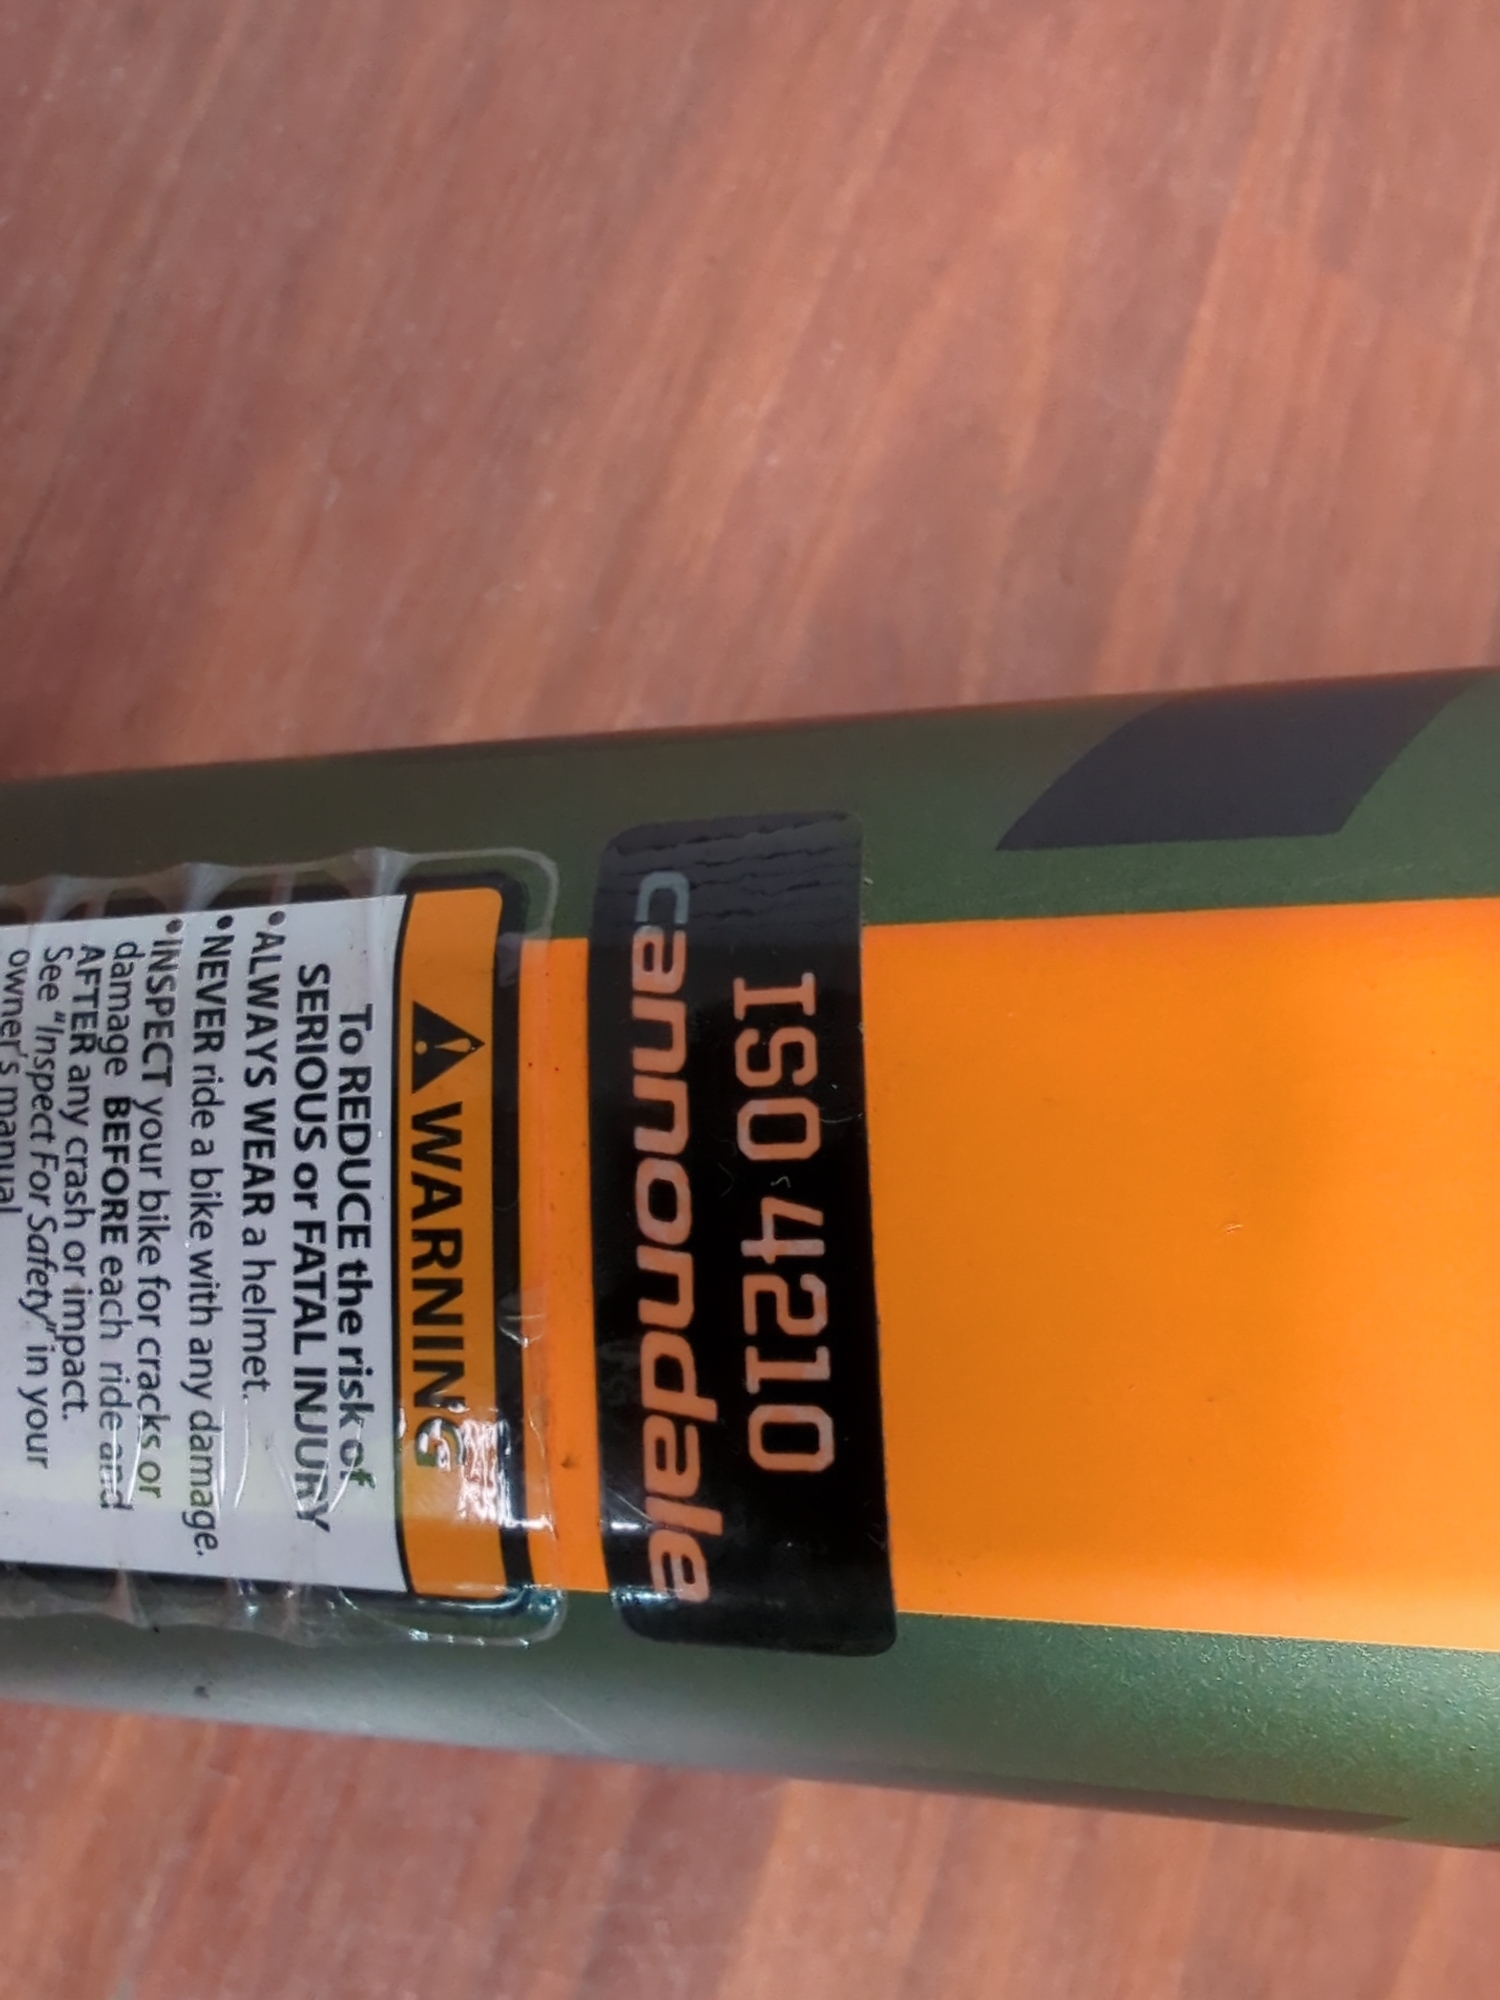 ISO 4210
cannondale
WARNING
To REDUCE the risk of
SERIOUS or FATAL INJURY
•ALWAYS WEAR a helmet.
•NEVER ride a bike with any damage.
•INSPECT your bike for cracks or
damage BEFORE each ride and
AFTER any crash or impact.
See "Inspect For Safety" in your
owner's manual